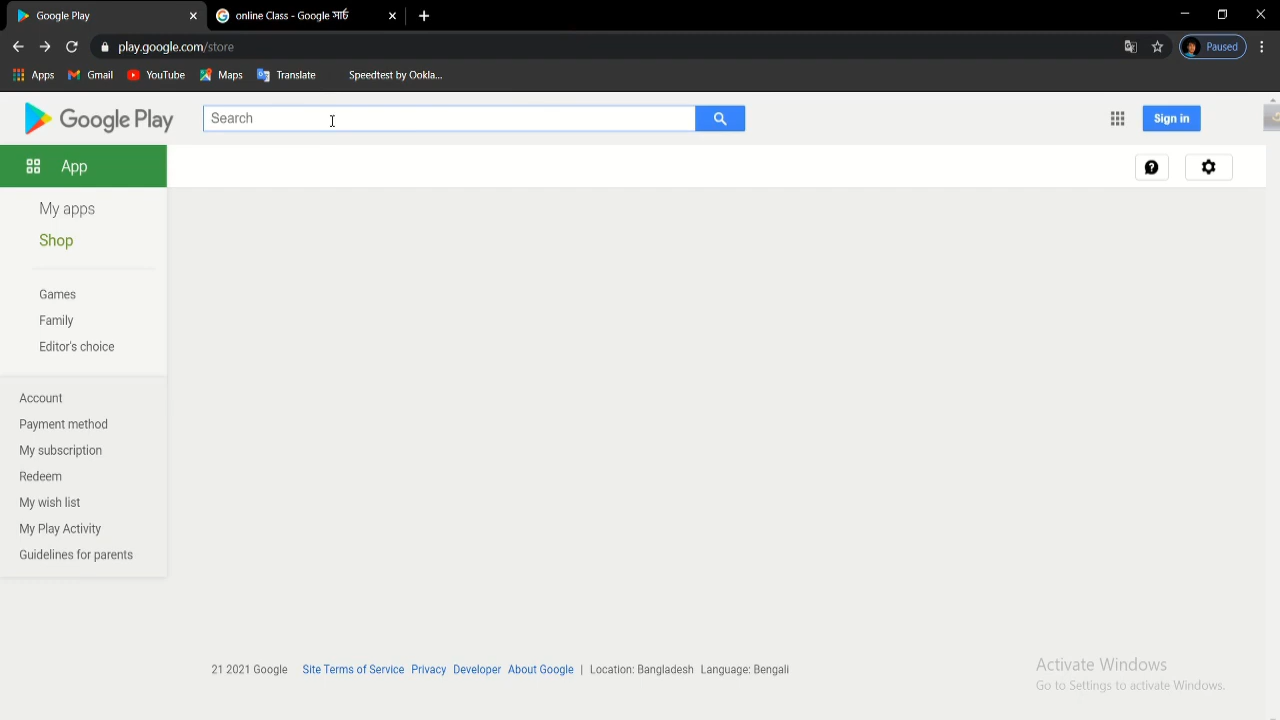 Google Play
online Class - Google সার্চ
play.google.com/store
Paused
Apps
Gmail
YouTube
Maps
Translate
Speedtest by Ookla...
Google Play
Search
Sign in
App
My apps
Shop
Games
Family
Editor's choice
Account
Payment method
My subscription
Redeem
My wish list
My Play Activity
Guidelines for parents
21 2021 Google Site Terms of Service Privacy Developer About Google | Location: Bangladesh Language: Bengali
Activate Windows
Go to Settings to activate Windows.